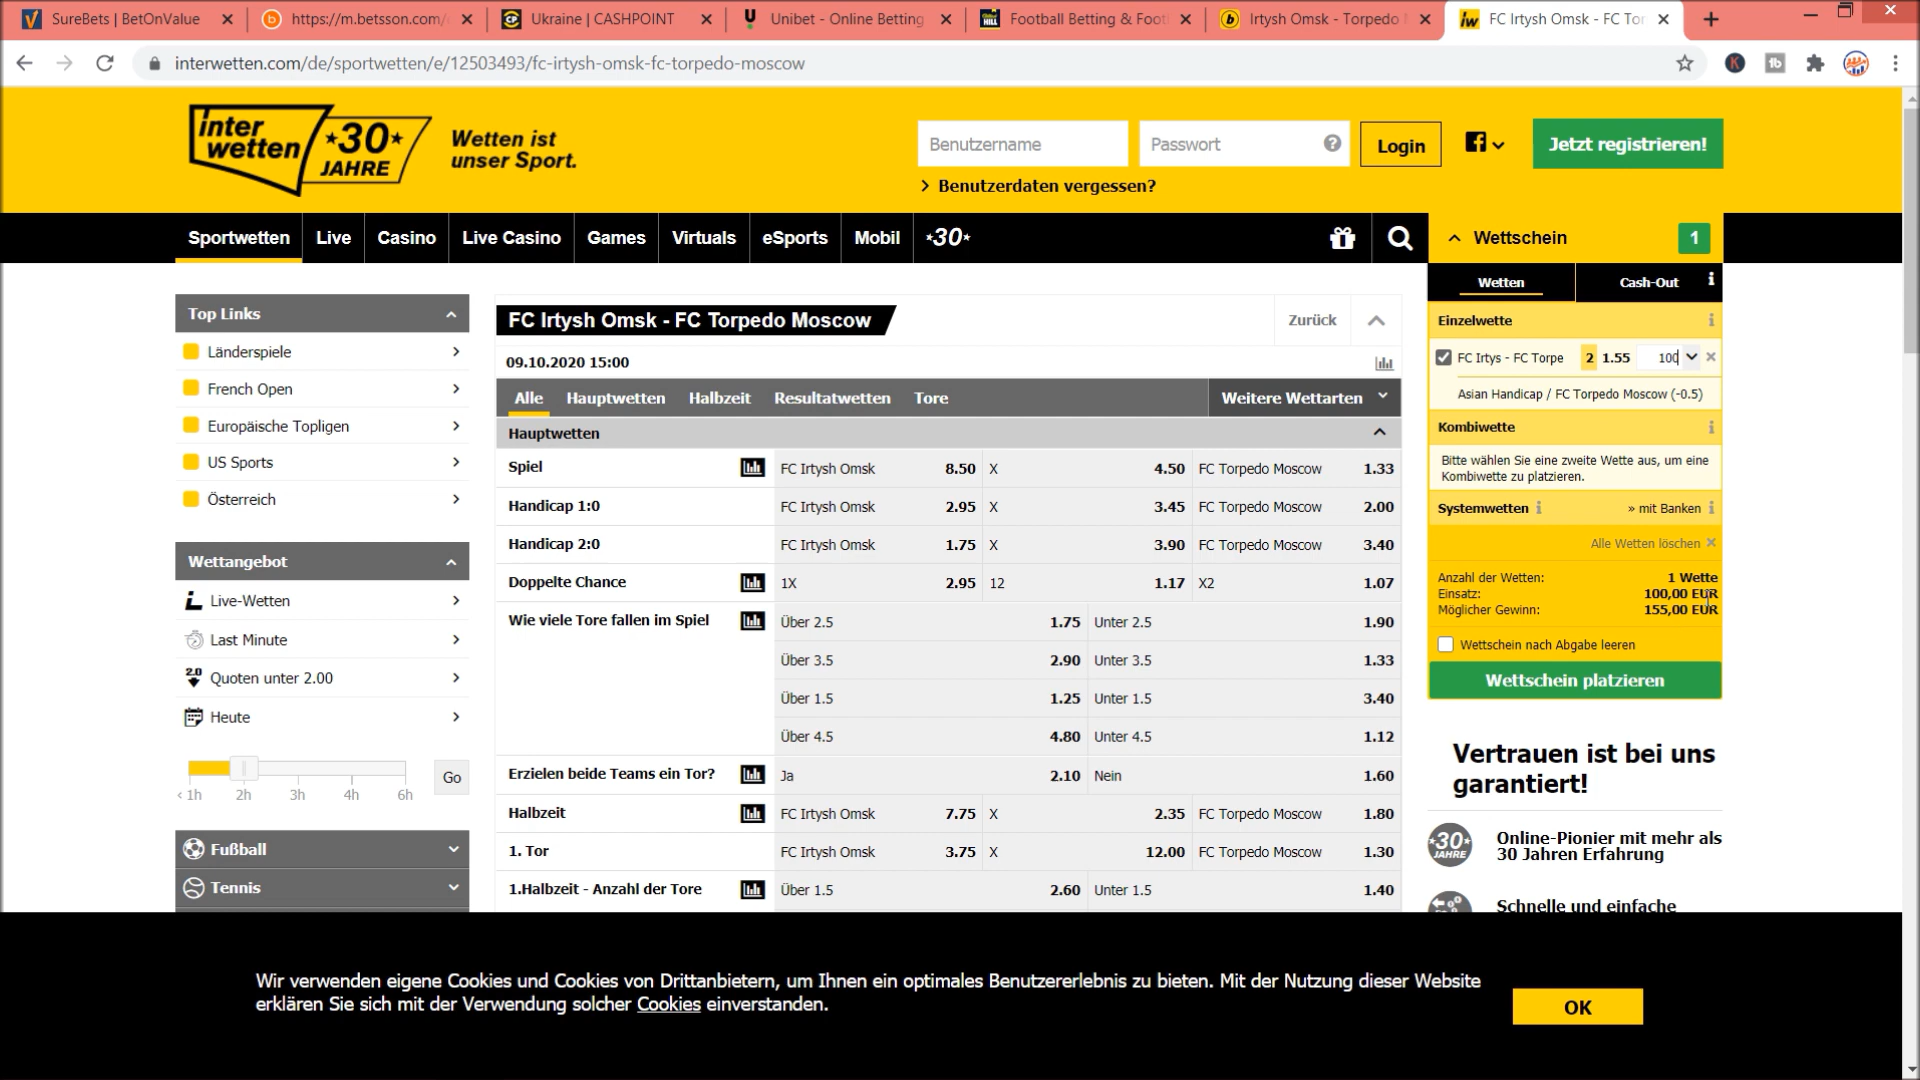 SureBets | BetOnValue
https://m.betsson.com/
Ukraine | CASHPOINT
Unibet - Online Betting
Football Betting & Foot
Irtysh Omsk - Torpedo
FC Irtysh Omsk - FC Tor
interwetten.com/de/sportwetten/e/12503493/fc-irtysh-omsk-fc-torpedo-moscow
inter wetten
*30*
JAHRE
Wetten ist
unser Sport.
Benutzername
Passwort
Login
Jetzt registrieren!
Benutzerdaten vergessen?
Sportwetten Live Casino Live Casino Games Virtuals eSports Mobil *30*
Wettschein 1
Wetten Cash-Out
Top Links
Länderspiele
French Open
Europäische Topligen
US Sports
Österreich
Wettangebot
Live-Wetten
Last Minute
2.0 Quoten unter 2.00
Heute
Go
< 1h 2h 3h 4h 6h
Fußball
Tennis
FC Irtysh Omsk - FC Torpedo Moscow
Zurück
09.10.2020 15:00
Alle Hauptwetten Halbzeit Resultatwetten Tore Weitere Wettarten
Hauptwetten
Spiel FC Irtysh Omsk 8.50 X 4.50 FC Torpedo Moscow 1.33
Handicap 1:0 FC Irtysh Omsk 2.95 X 3.45 FC Torpedo Moscow 2.00
Handicap 2:0 FC Irtysh Omsk 1.75 X 3.90 FC Torpedo Moscow 3.40
Doppelte Chance 1X 2.95 12 1.17 X2 1.07
Wie viele Tore fallen im Spiel Über 2.5 1.75 Unter 2.5 1.90
Über 3.5 2.90 Unter 3.5 1.33
Über 1.5 1.25 Unter 1.5 3.40
Über 4.5 4.80 Unter 4.5 1.12
Erzielen beide Teams ein Tor? Ja 2.10 Nein 1.60
Halbzeit FC Irtysh Omsk 7.75 X 2.35 FC Torpedo Moscow 1.80
1. Tor FC Irtysh Omsk 3.75 X 12.00 FC Torpedo Moscow 1.30
1.Halbzeit - Anzahl der Tore Über 1.5 2.60 Unter 1.5 1.40
Einzelwette
FC Irtys - FC Torpe 2 1.55 100
Asian Handicap / FC Torpedo Moscow (-0.5)
Kombiwette
Bitte wählen Sie eine zweite Wette aus, um eine
Kombiwette zu platzieren.
Systemwetten » mit Banken
Alle Wetten löschen
Anzahl der Wetten: 1 Wette
Einsatz: 100,00 EUR
Möglicher Gewinn: 155,00 EUR
Wettschein nach Abgabe leeren
Wettschein platzieren
Vertrauen ist bei uns
garantiert!
*30*
JAHRE
Online-Pionier mit mehr als
30 Jahren Erfahrung
Schnelle und einfache
Wir verwenden eigene Cookies und Cookies von Drittanbietern, um Ihnen ein optimales Benutzererlebnis zu bieten. Mit der Nutzung dieser Website
erklären Sie sich mit der Verwendung solcher Cookies einverstanden.
OK